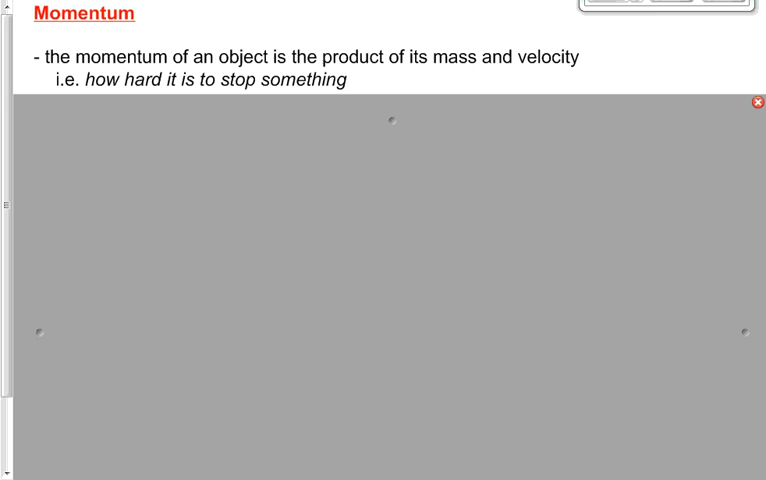 Momentum
- the momentum of an object is the product of its mass and velocity
i.e. how hard it is to stop something